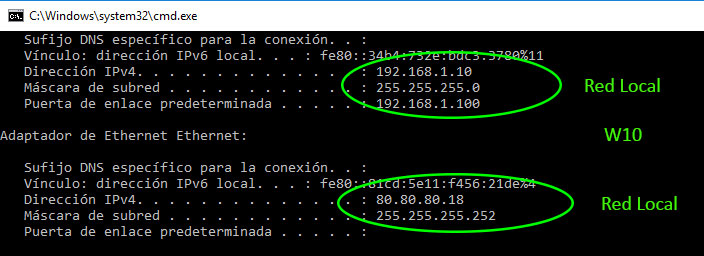 C:\Windows\system32\cmd.exe
Sufijo DNS específico para la conexión. . :
Vínculo: dirección IPv6 local. . . : fe80::34b4:732e:bdc3:3780%11
Dirección IPv4. . . . . . . . . . . . . . : 192.168.1.10
Máscara de subred . . . . . . . . . . . . : 255.255.255.0
Red Local
Puerta de enlace predeterminada . . . . . : 192.168.1.100
Adaptador de Ethernet Ethernet:
W10
Sufijo DNS específico para la conexión. . :
Vínculo: dirección IPv6 local. . . : fe80::81cd:5e11:f456:21de%4
Dirección IPv4. . . . . . . . . . . . . . : 80.80.80.18
Red Local
Máscara de subred . . . . . . . . . . . . : 255.255.255.252
Puerta de enlace predeterminada . . . . . :